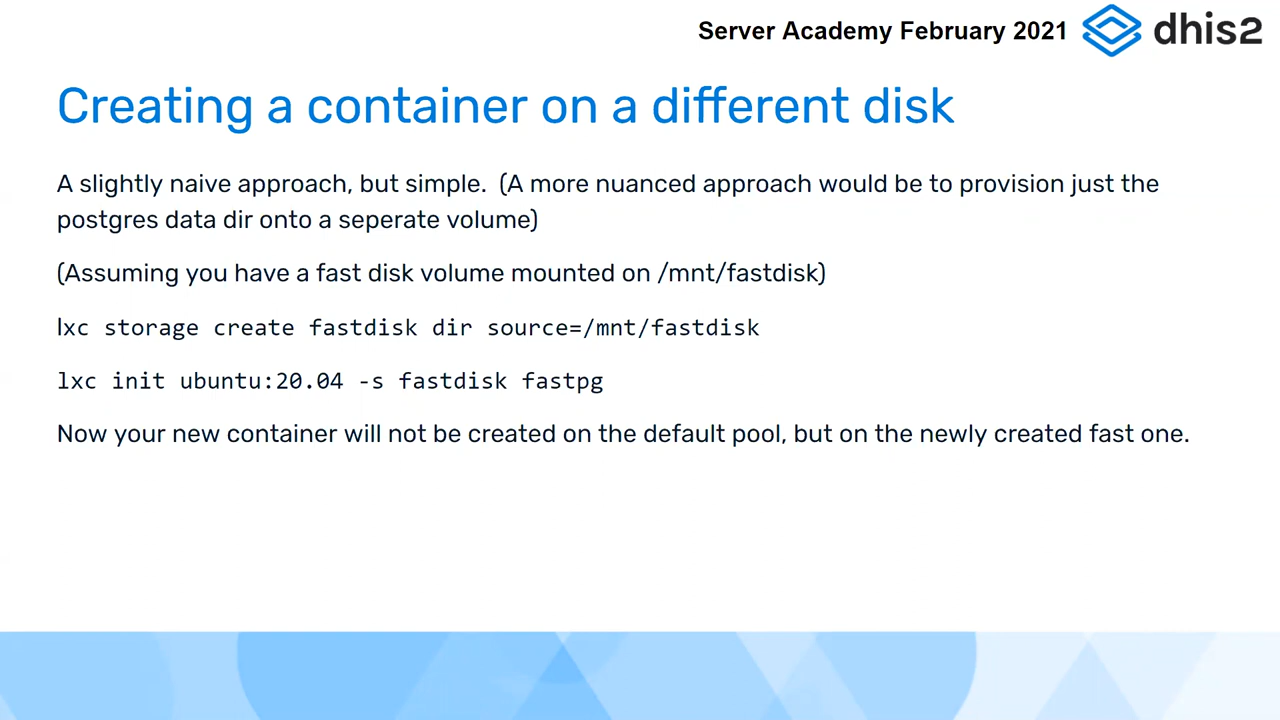 Server Academy February 2021
dhis2
Creating a container on a different disk
A slightly naive approach, but simple.  (A more nuanced approach would be to provision just the
postgres data dir onto a seperate volume)
(Assuming you have a fast disk volume mounted on /mnt/fastdisk)
lxc storage create fastdisk dir source=/mnt/fastdisk
lxc init ubuntu:20.04 -s fastdisk fastpg
Now your new container will not be created on the default pool, but on the newly created fast one.